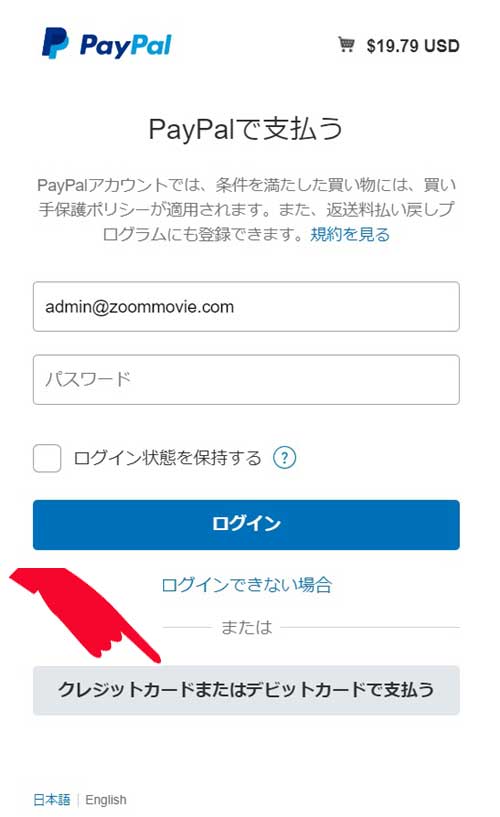 PayPal
$19.79 USD
PayPalで支払う
PayPalアカウントでは、条件を満たした買い物には、買い
手保護ポリシーが適用されます。また、返送料払い戻しプ
ログラムにも登録できます。規約を見る
admin@zoommovie.com
パスワード
ログイン状態を保持する ?
ログイン
ログインできない場合
または
クレジットカードまたはデビットカードで支払う
日本語 | English